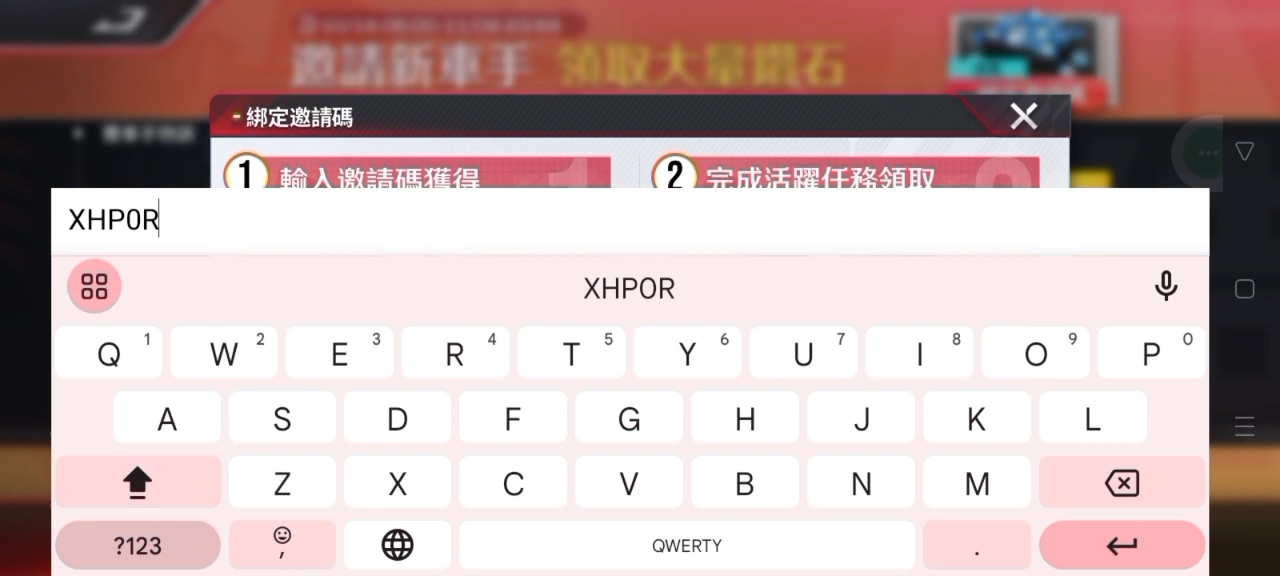 邀請新車手 領取大量鑽石
- 綁定邀請碼
1 輸入邀請碼獲得 1
2 完成活躍任務領取 2
XHP0R
XHP0R
Q 1 W 2 E 3 R 4 T 5 Y 6 U 7 I 8 O 9 P 0
A S D F G H J K L
Z X C V B N M
?123 , QWERTY .